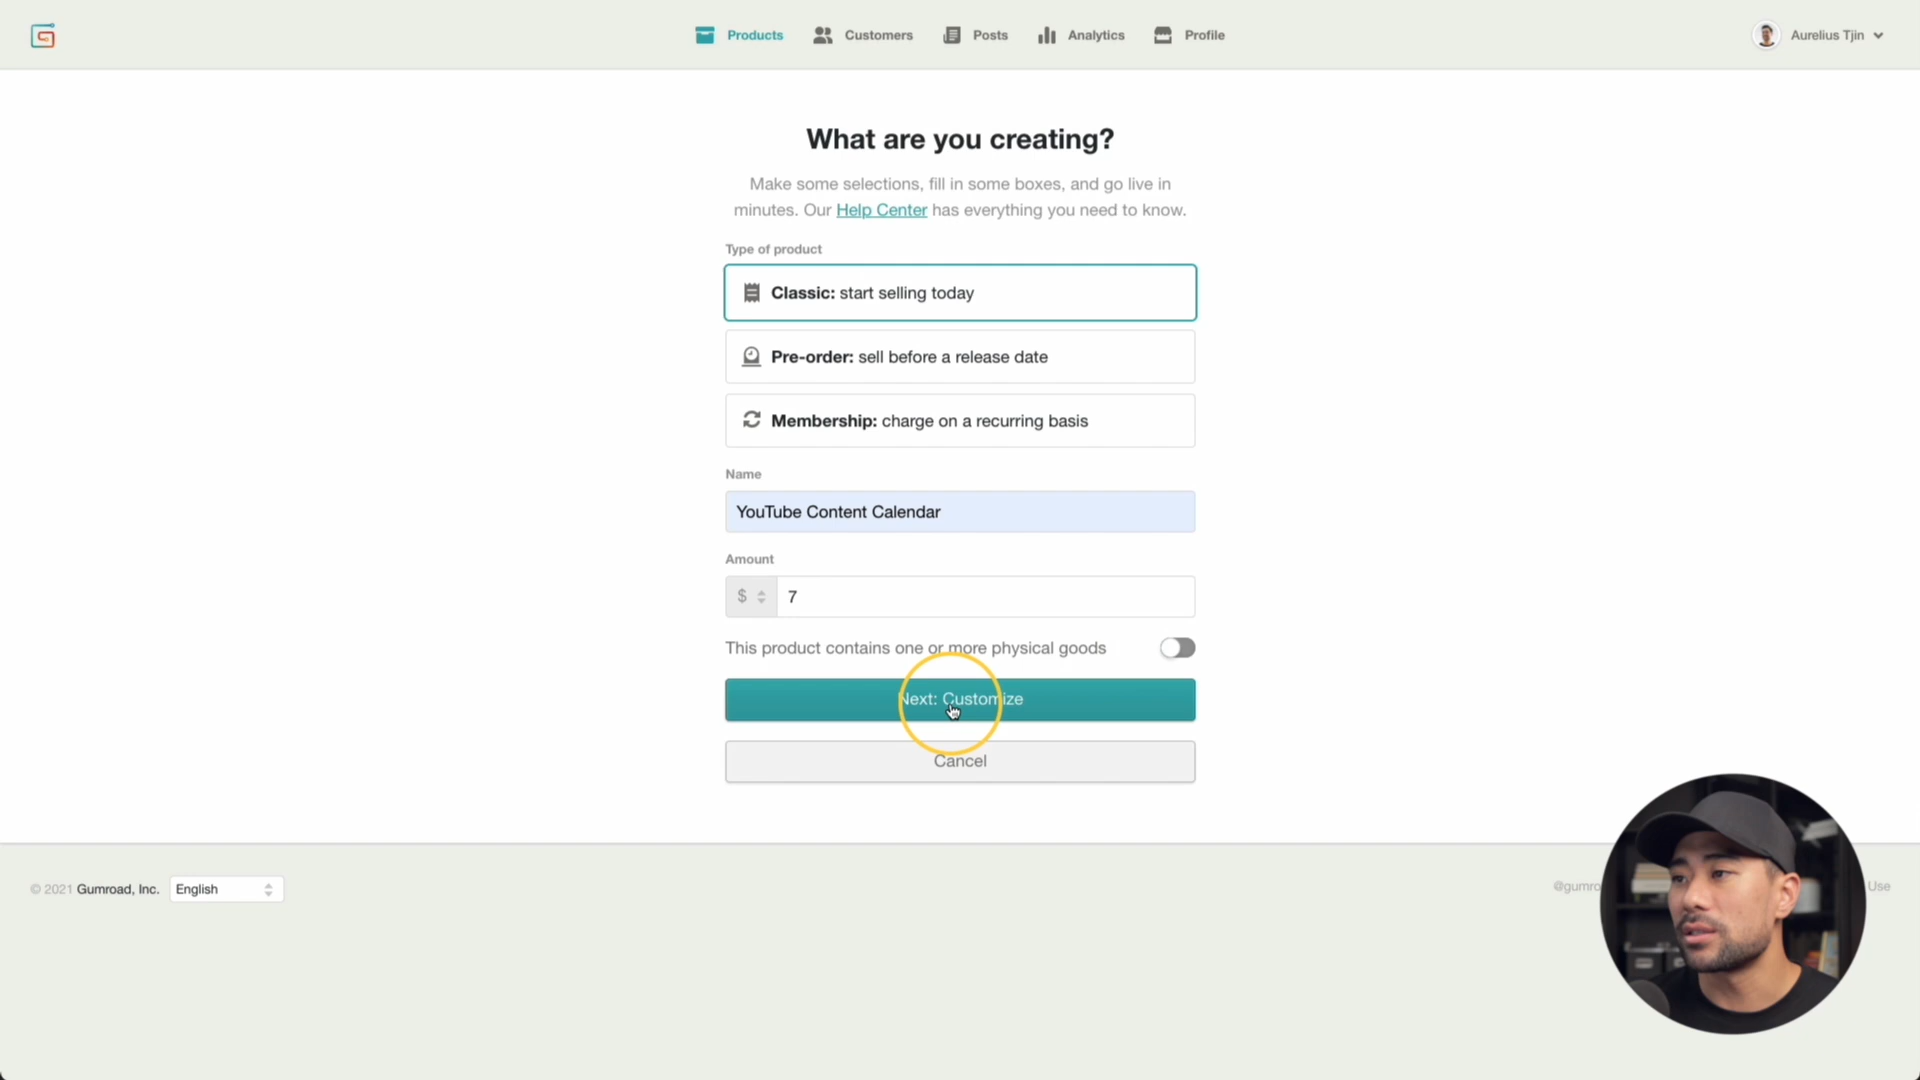 Products
Customers
Posts
Analytics
Profile
Aurelius Tjin
What are you creating?
Make some selections, fill in some boxes, and go live in
minutes. Our Help Center has everything you need to know.
Type of product
Classic: start selling today
Pre-order: sell before a release date
Membership: charge on a recurring basis
Name
YouTube Content Calendar
Amount
$ 7
This product contains one or more physical goods
Next: Customize
Cancel
© 2021 Gumroad, Inc.
English
@gumro
Use